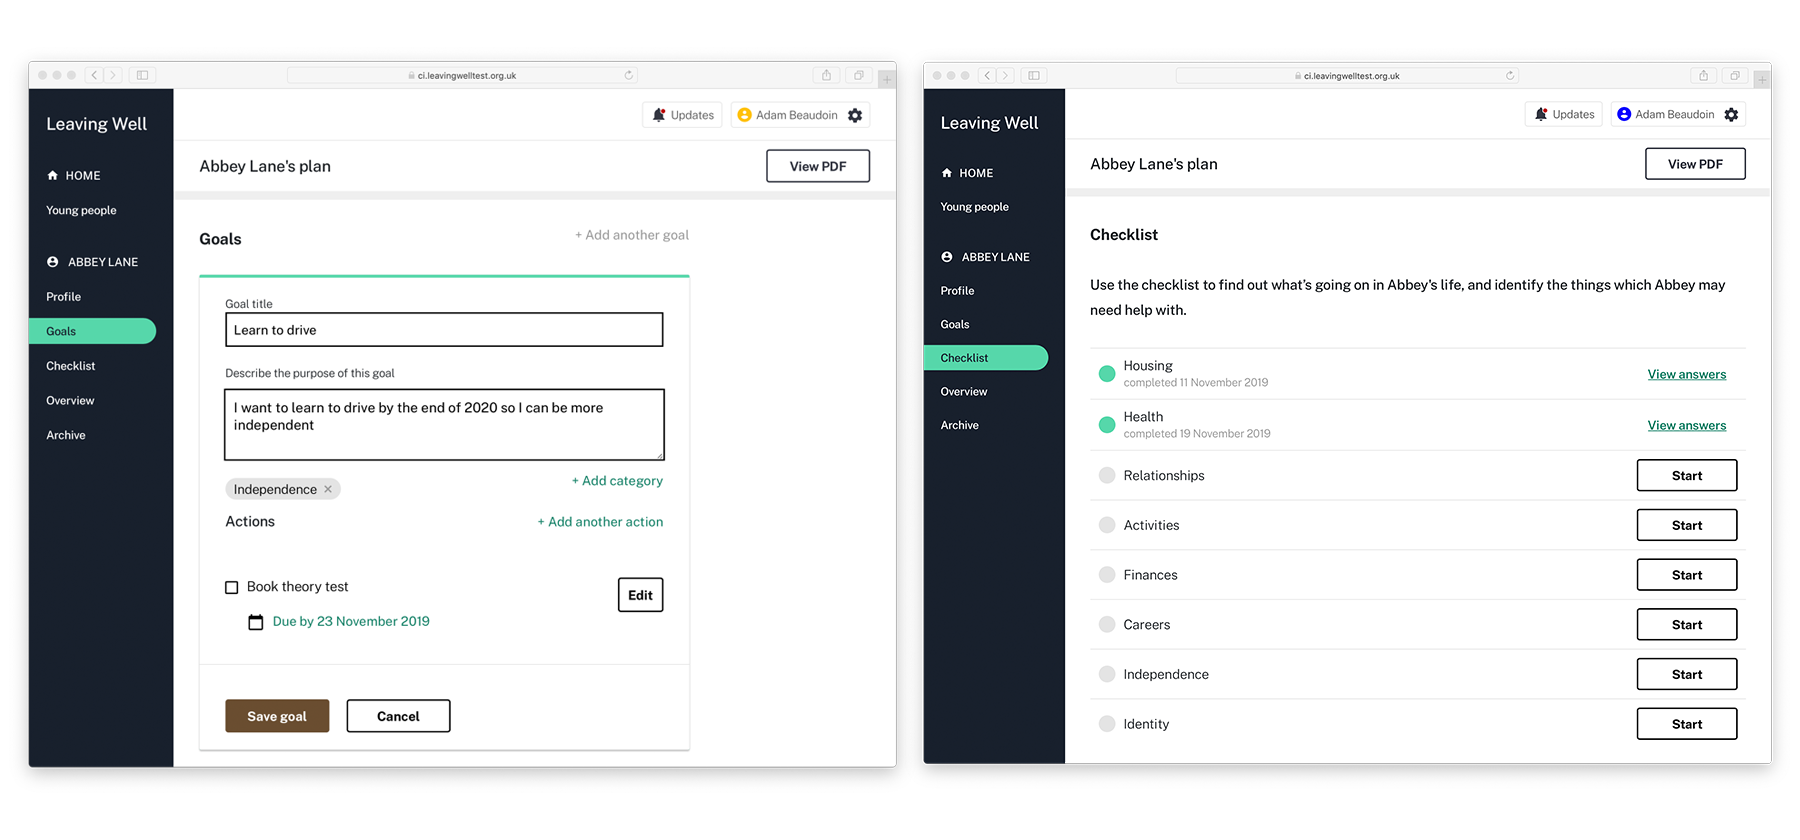 ci.leavingwelltest.org.uk
Leaving Well
HOME
Young people
ABBEY LANE
Profile
Goals
Checklist
Overview
Archive
Updates
Adam Beaudoin
Abbey Lane's plan
View PDF
Goals
+ Add another goal
Goal title
Learn to drive
Describe the purpose of this goal
I want to learn to drive by the end of 2020 so I can be more
independent
Independence ×
+ Add category
Actions
+ Add another action
Book theory test
Edit
Due by 23 November 2019
Save goal
Cancel
ci.leavingwelltest.org.uk
Leaving Well
HOME
Young people
ABBEY LANE
Profile
Goals
Checklist
Overview
Archive
Updates
Adam Beaudoin
Abbey Lane's plan
View PDF
Checklist
Use the checklist to find out what's going on in Abbey's life, and identify the things which Abbey may
need help with.
Housing
completed 11 November 2019
View answers
Health
completed 19 November 2019
View answers
Relationships
Start
Activities
Start
Finances
Start
Careers
Start
Independence
Start
Identity
Start